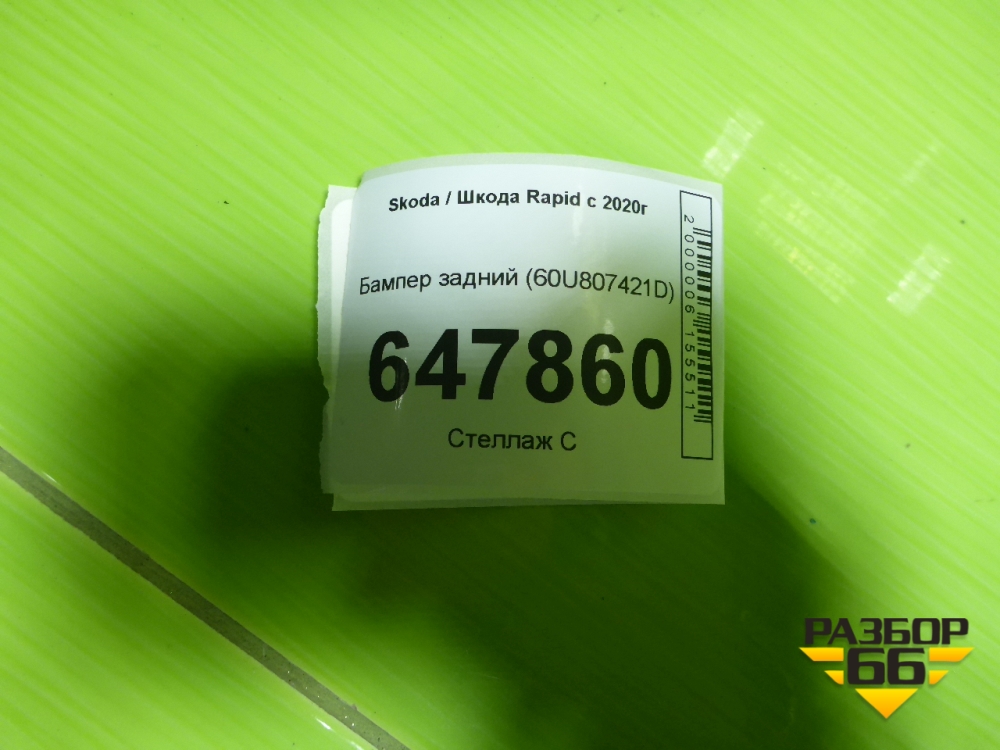 Skoda / Шкода Rapid с 2020г
Бампер задний (60U807421D)
647860
Стеллаж С
2000006155511
РАЗБОР
66